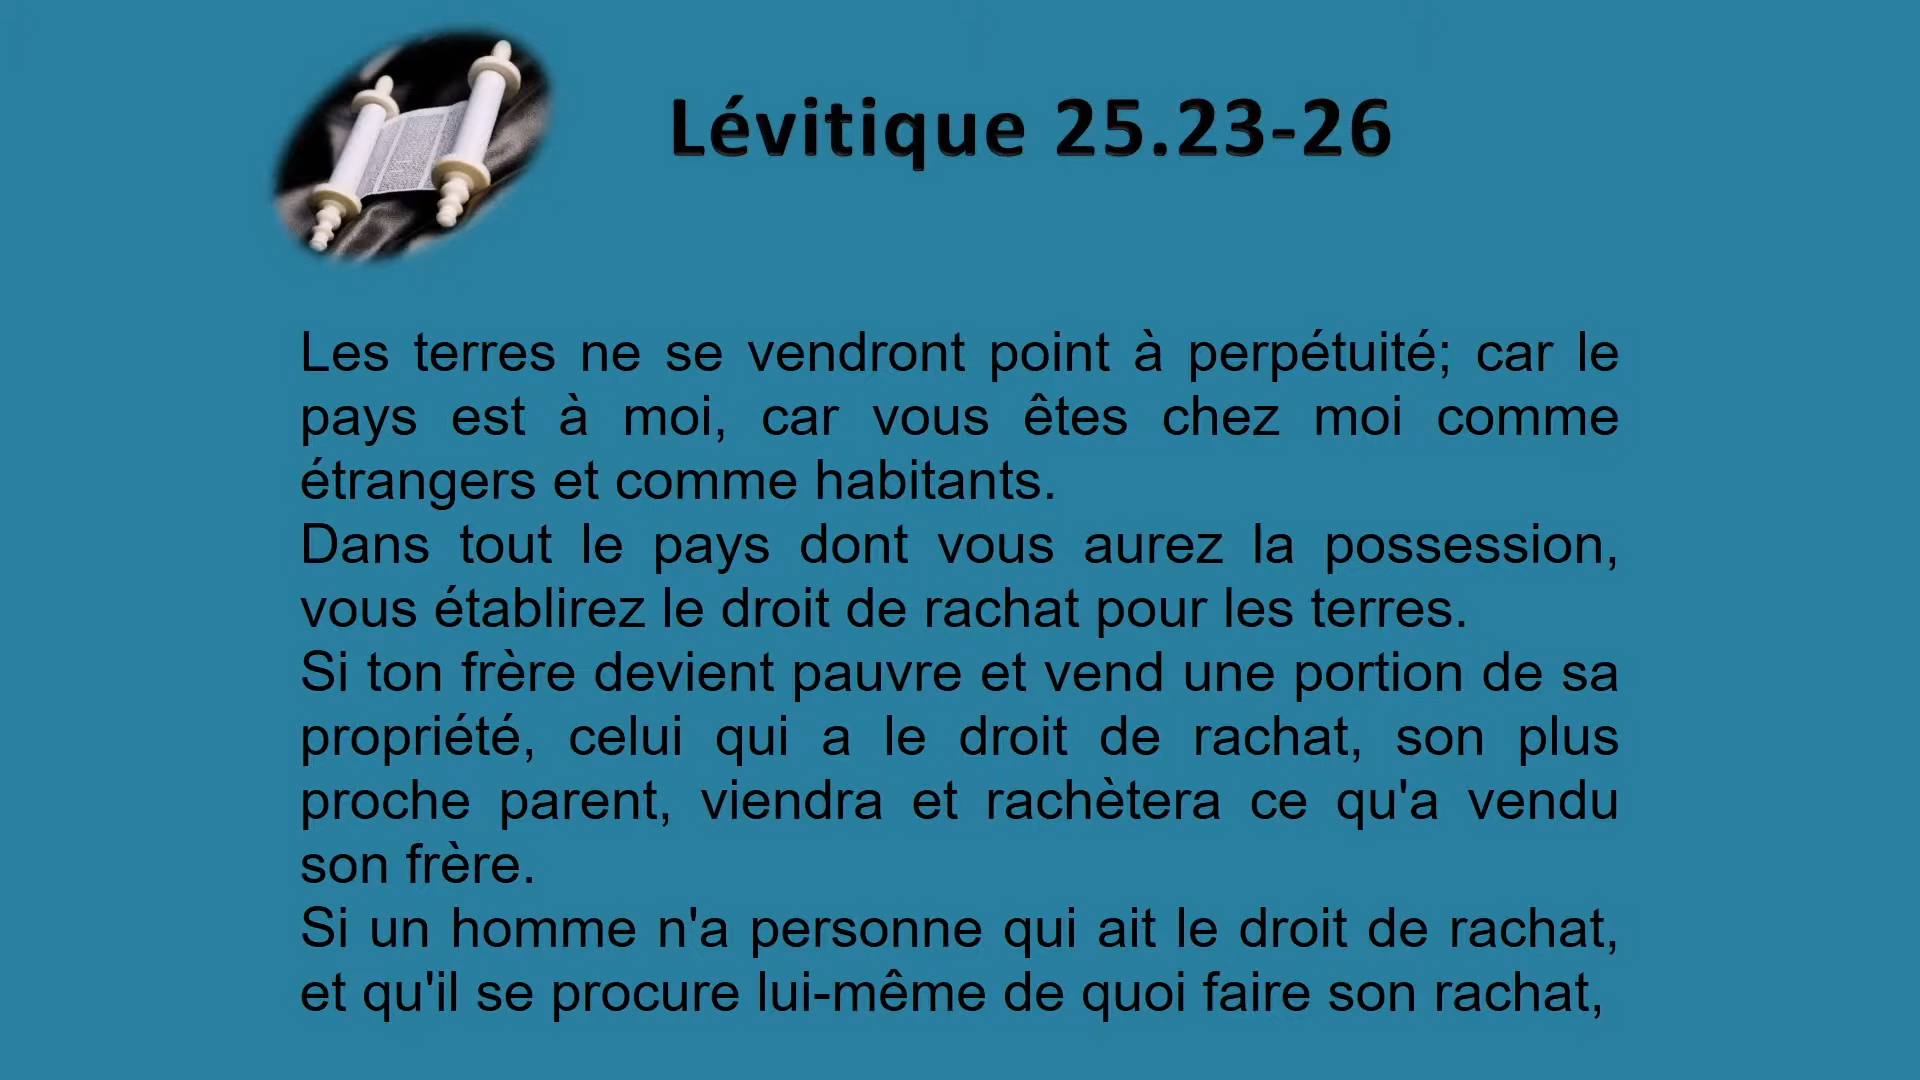 Lévitique 25.23-26
Les terres ne se vendront point à perpétuité; car le
pays est à moi, car vous êtes chez moi comme
étrangers et comme habitants.
Dans tout le pays dont vous aurez la possession,
vous établirez le droit de rachat pour les terres.
Si ton frère devient pauvre et vend une portion de sa
propriété, celui qui a le droit de rachat, son plus
proche parent, viendra et rachètera ce qu'a vendu
son frère.
Si un homme n'a personne qui ait le droit de rachat,
et qu'il se procure lui-même de quoi faire son rachat,